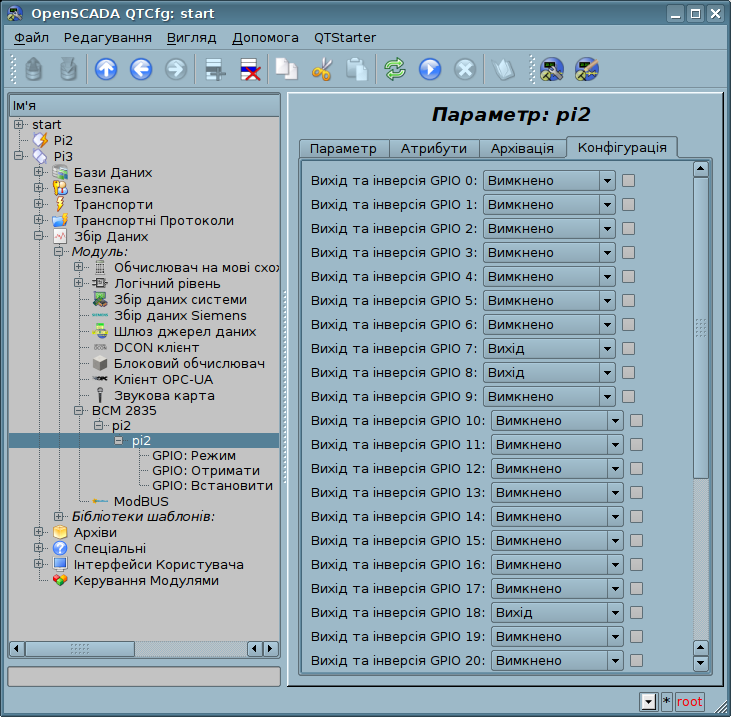 OpenSCADA QTCfg: start
Файл Редагування Вигляд Допомога QTStarter
Ім'я
start
Pi2
Pi3
Бази Даних
Безпека
Транспорти
Транспортні Протоколи
Збір Даних
Модуль:
Обчислювач на мові схо
Логічний рівень
Збір даних системи
Збір даних Siemens
Шлюз джерел даних
DCON клієнт
Блоковий обчислювач
Клієнт OPC-UA
Звукова карта
BCM 2835
pi2
pi2
GPIO: Режим
GPIO: Отримати
GPIO: Встановити
ModBUS
Бібліотеки шаблонів:
Архіви
Спеціальні
Інтерфейси Користувача
Керування Модулями
Параметр: pi2
Параметр Атрибути Архівація Конфігурація
Вихід та інверсія GPIO 0: Вимкнено
Вихід та інверсія GPIO 1: Вимкнено
Вихід та інверсія GPIO 2: Вимкнено
Вихід та інверсія GPIO 3: Вимкнено
Вихід та інверсія GPIO 4: Вимкнено
Вихід та інверсія GPIO 5: Вимкнено
Вихід та інверсія GPIO 6: Вимкнено
Вихід та інверсія GPIO 7: Вихід
Вихід та інверсія GPIO 8: Вихід
Вихід та інверсія GPIO 9: Вимкнено
Вихід та інверсія GPIO 10: Вимкнено
Вихід та інверсія GPIO 11: Вимкнено
Вихід та інверсія GPIO 12: Вимкнено
Вихід та інверсія GPIO 13: Вимкнено
Вихід та інверсія GPIO 14: Вимкнено
Вихід та інверсія GPIO 15: Вимкнено
Вихід та інверсія GPIO 16: Вимкнено
Вихід та інверсія GPIO 17: Вимкнено
Вихід та інверсія GPIO 18: Вихід
Вихід та інверсія GPIO 19: Вимкнено
Вихід та інверсія GPIO 20: Вимкнено
* root